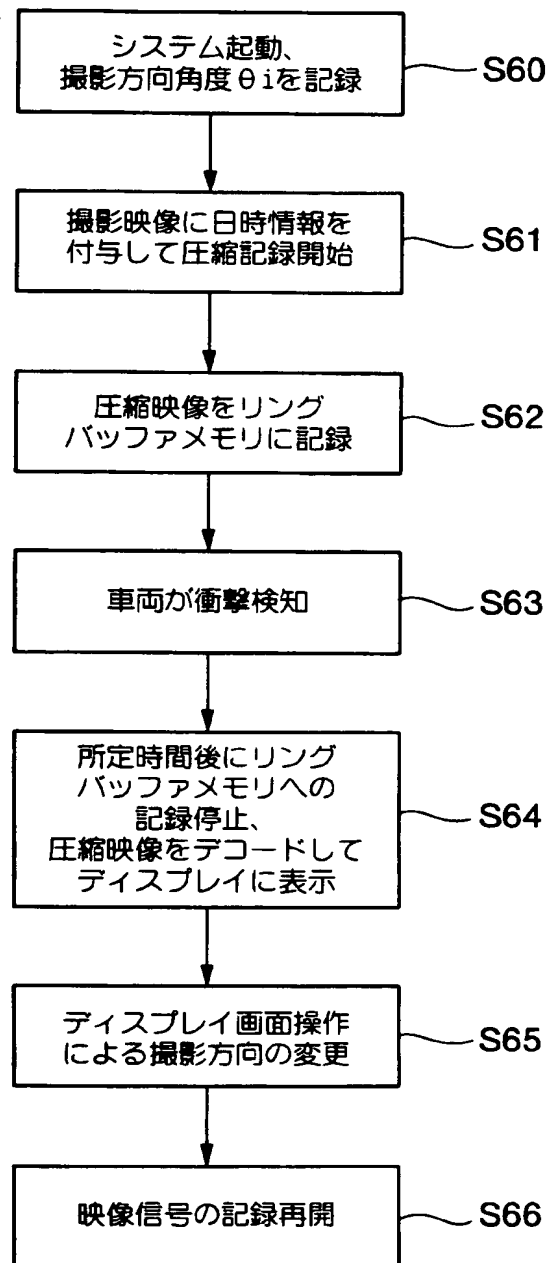 システム起動、
撮影方向角度θiを記録
S60
撮影映像に日時情報を
付与して圧縮記録開始
S61
圧縮映像をリング
バッファメモリに記録
S62
車両が衝撃検知
S63
所定時間後にリング
バッファメモリへの
記録停止、
圧縮映像をデコードして
ディスプレイに表示
S64
ディスプレイ画面操作
による撮影方向の変更
S65
映像信号の記録再開
S66